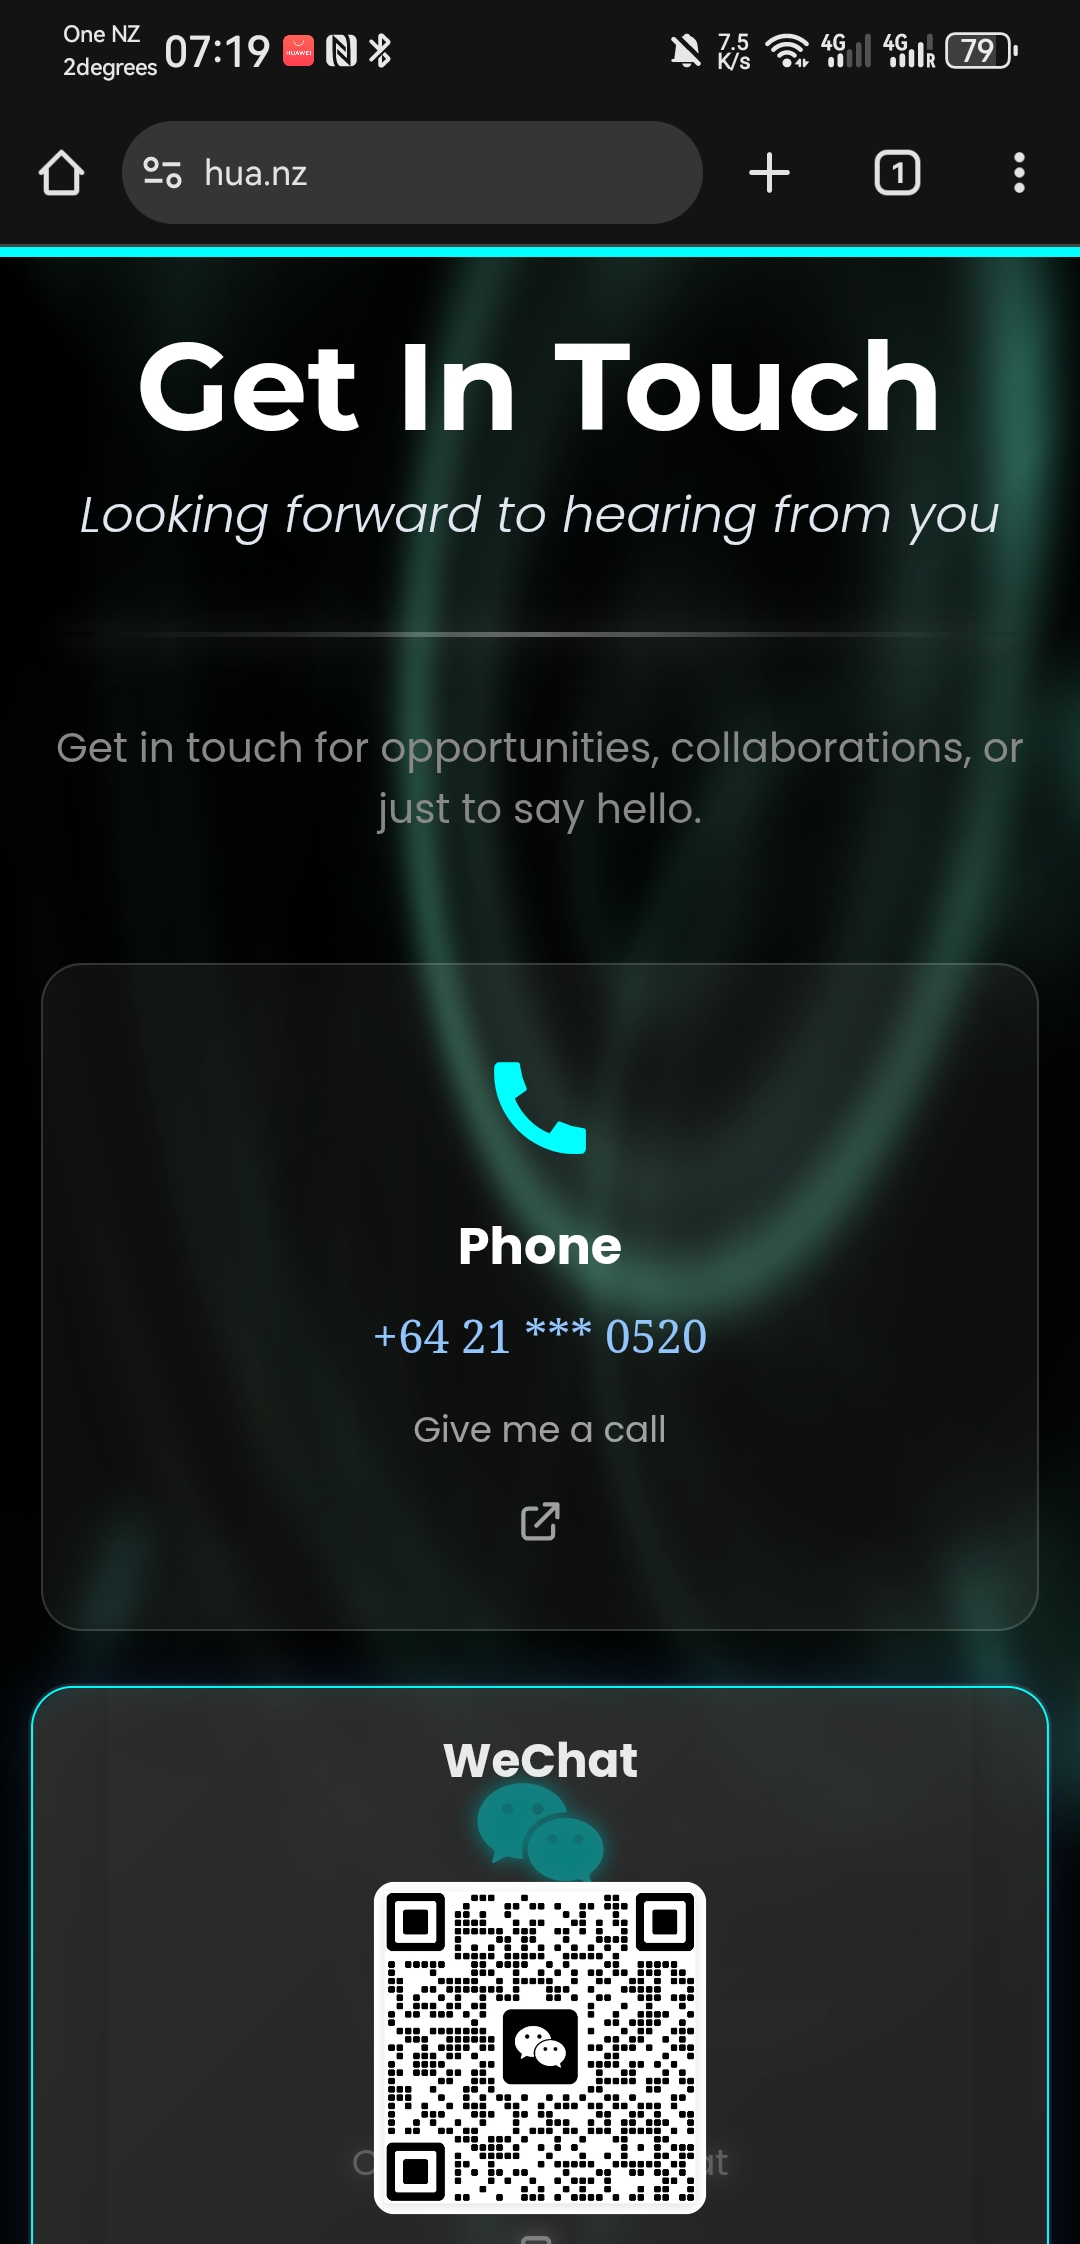 One NZ
2degrees
07:19
HUAWEI
7.5
K/s
4G
4G
R
79
hua.nz
1
Get In Touch
Looking forward to hearing from you
Get in touch for opportunities, collaborations, or
just to say hello.
Phone
+64 21 *** 0520
Give me a call
WeChat